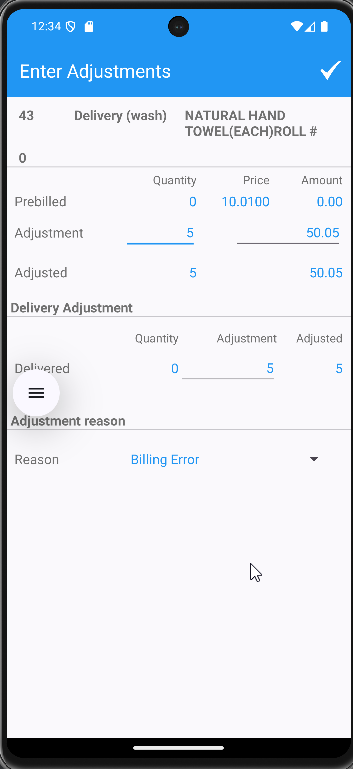 12:34
Enter Adjustments
43 Delivery (wash) NATURAL HAND
TOWEL(EACH)ROLL #
0
Quantity Price Amount
Prebilled 0 10.0100 0.00
Adjustment 5 50.05
Adjusted 5 50.05
Delivery Adjustment
Quantity Adjustment Adjusted
Delivered 0 5 5
Adjustment reason
Reason Billing Error